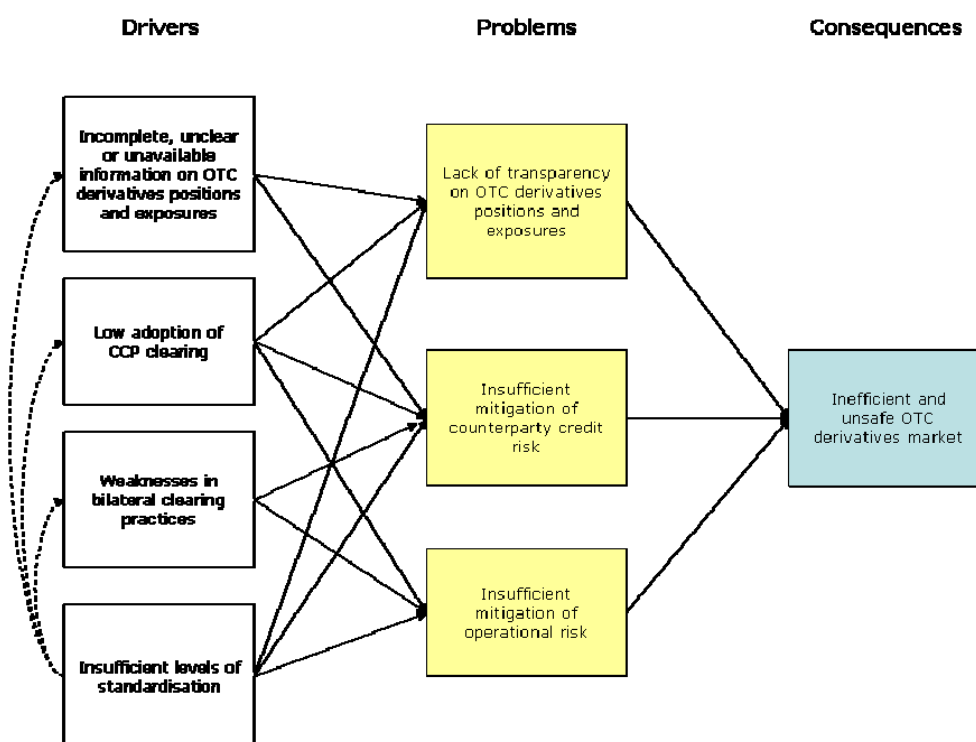 Drivers
Problems
Consequences
Incomplete, unclear
or unavailable
information on OTC
derivatives positions
and exposures
Low adoption of
CCP clearing
Weaknesses in
bilateral clearing
practices
Insufficient levels of
standardisation
Lack of transparency
on OTC derivatives
positions and
exposures
Insufficient
mitigation of
counterparty credit
risk
Insufficient
mitigation of
operational risk
Inefficient and
unsafe OTC
derivatives market